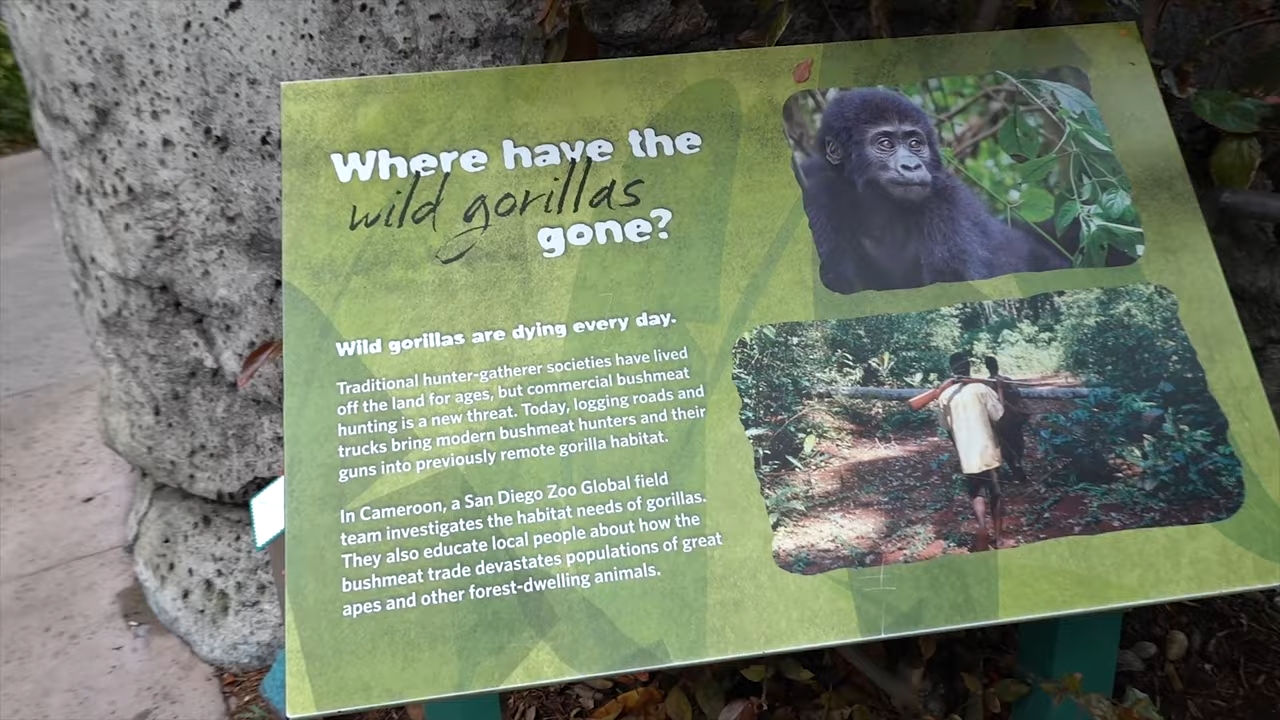 Where have the
wild gorillas
gone?
Wild gorillas are dying every day.
Traditional hunter-gatherer societies have lived
off the land for ages, but commercial bushmeat
hunting is a new threat. Today, logging roads and
trucks bring modern bushmeat hunters and their
guns into previously remote gorilla habitat.
In Cameroon, a San Diego Zoo Global field
team investigates the habitat needs of gorillas.
They also educate local people about how the
bushmeat trade devastates populations of great
apes and other forest-dwelling animals.